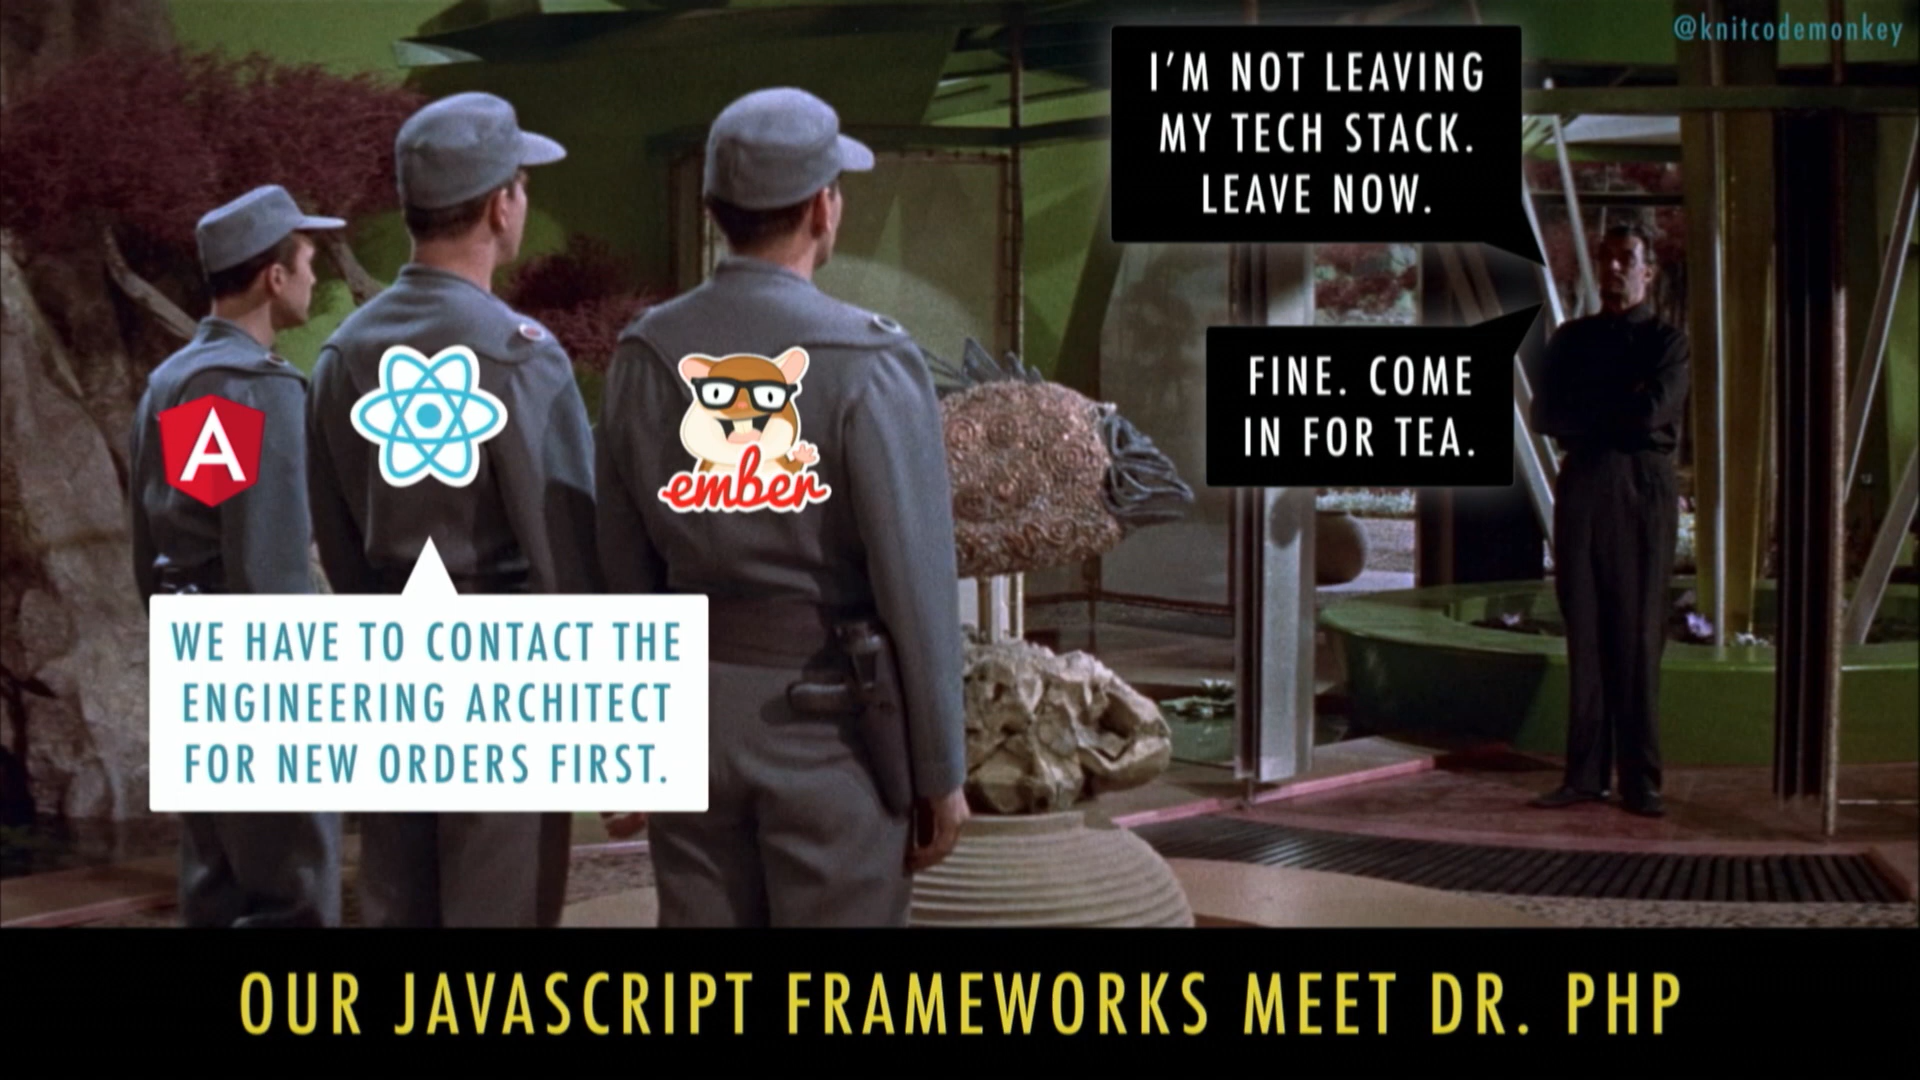 @knitcodemonkey
I'M NOT LEAVING
MY TECH STACK.
LEAVE NOW.
FINE. COME
IN FOR TEA.
A
ember
WE HAVE TO CONTACT THE
ENGINEERING ARCHITECT
FOR NEW ORDERS FIRST.
OUR JAVASCRIPT FRAMEWORKS MEET DR. PHP